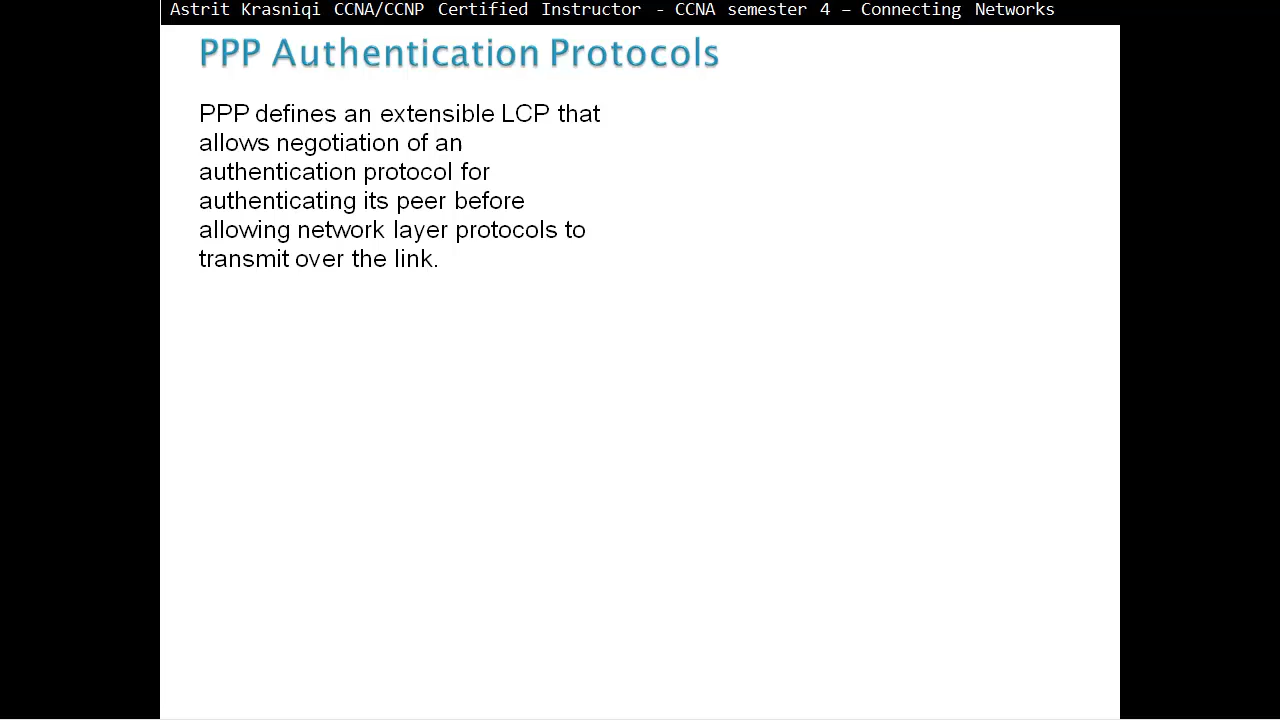 Astrit Krasniqi CCNA/CCNP Certified Instructor - CCNA semester 4 – Connecting Networks
PPP Authentication Protocols
PPP defines an extensible LCP that
allows negotiation of an
authentication protocol for
authenticating its peer before
allowing network layer protocols to
transmit over the link.